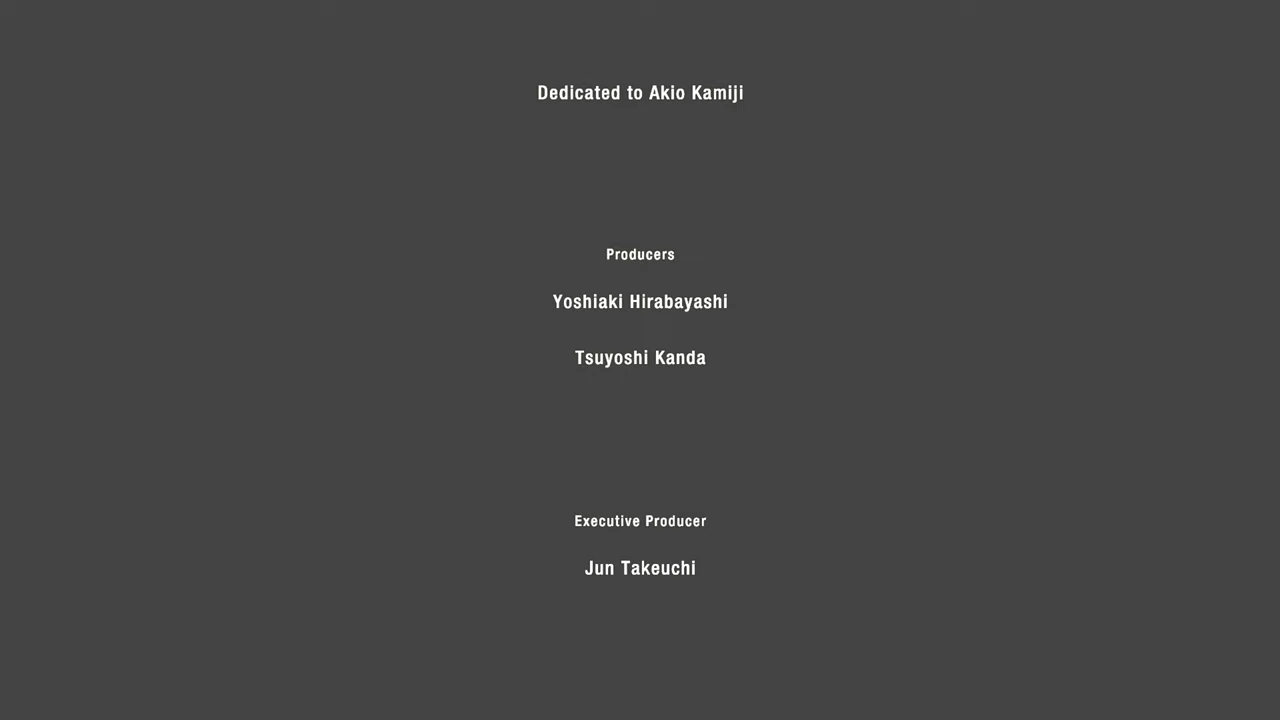 Dedicated to Akio Kamiji
Producers
Yoshiaki Hirabayashi
Tsuyoshi Kanda
Executive Producer
Jun Takeuchi